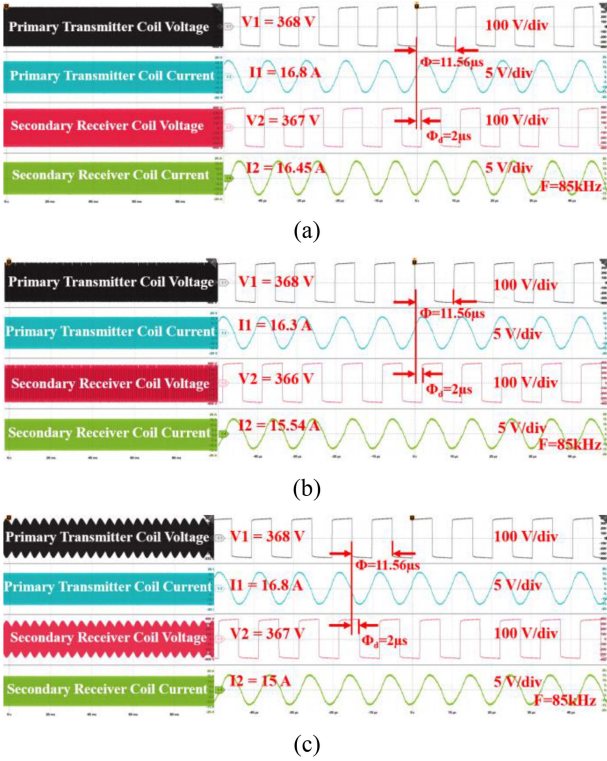 Primary Transmitter Coil Voltage V1 = 368 V 100 V/div
Φ=11.56μs
Primary Transmitter Coil Current I1 = 16.8 A 5 V/div
Secondary Receiver Coil Voltage V2 = 367 V 100 V/div
Φd=2μs
Secondary Receiver Coil Current I2 = 16.45 A 5 V/div
F=85kHz
(a)
Primary Transmitter Coil Voltage V1 = 368 V 100 V/div
Φ=11.56μs
Primary Transmitter Coil Current I1 = 16.3 A 5 V/div
Secondary Receiver Coil Voltage V2 = 366 V 100 V/div
Φd=2μs
Secondary Receiver Coil Current I2 = 15.54 A 5 V/div
F=85kHz
(b)
Primary Transmitter Coil Voltage V1 = 368 V 100 V/div
Φ=11.56μs
Primary Transmitter Coil Current I1 = 16.8 A 5 V/div
Secondary Receiver Coil Voltage V2 = 367 V 100 V/div
Φd=2μs
Secondary Receiver Coil Current I2 = 15 A 5 V/div
F=85kHz
(c)